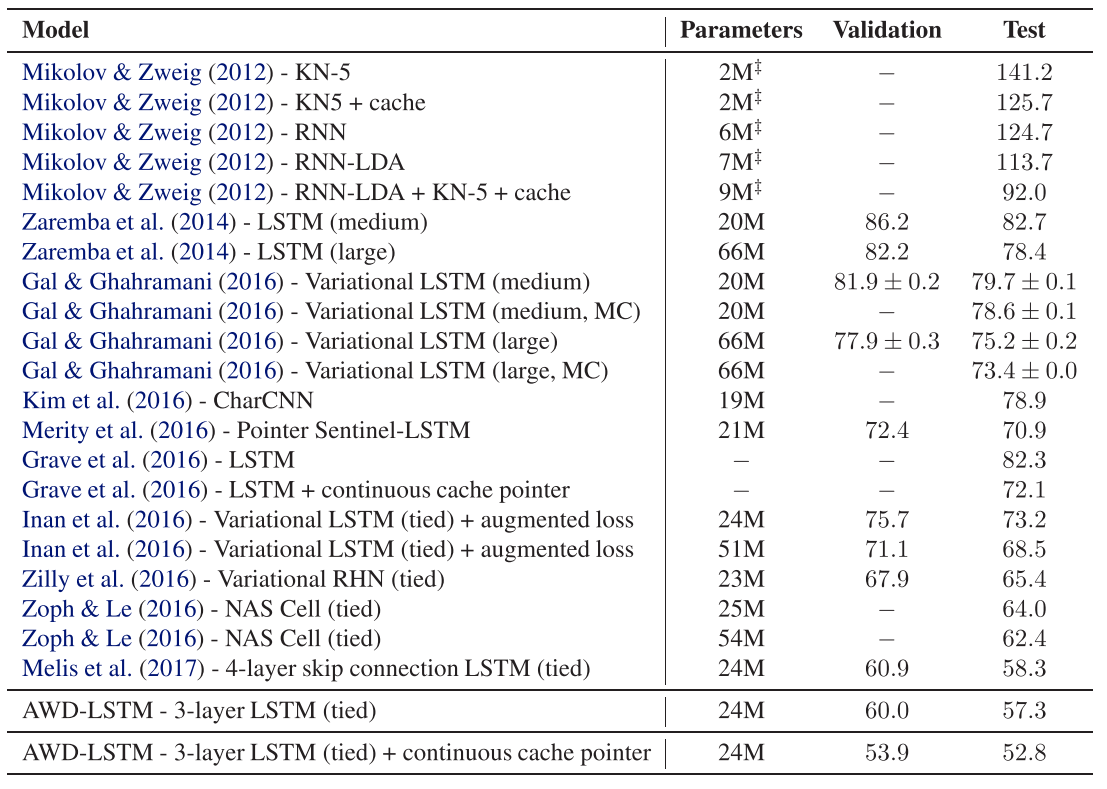 Model Parameters Validation Test
Mikolov & Zweig (2012) - KN-5 2M‡ − 141.2
Mikolov & Zweig (2012) - KN5 + cache 2M‡ − 125.7
Mikolov & Zweig (2012) - RNN 6M‡ − 124.7
Mikolov & Zweig (2012) - RNN-LDA 7M‡ − 113.7
Mikolov & Zweig (2012) - RNN-LDA + KN-5 + cache 9M‡ − 92.0
Zaremba et al. (2014) - LSTM (medium) 20M 86.2 82.7
Zaremba et al. (2014) - LSTM (large) 66M 82.2 78.4
Gal & Ghahramani (2016) - Variational LSTM (medium) 20M 81.9 ± 0.2 79.7 ± 0.1
Gal & Ghahramani (2016) - Variational LSTM (medium, MC) 20M − 78.6 ± 0.1
Gal & Ghahramani (2016) - Variational LSTM (large) 66M 77.9 ± 0.3 75.2 ± 0.2
Gal & Ghahramani (2016) - Variational LSTM (large, MC) 66M − 73.4 ± 0.0
Kim et al. (2016) - CharCNN 19M − 78.9
Merity et al. (2016) - Pointer Sentinel-LSTM 21M 72.4 70.9
Grave et al. (2016) - LSTM − − 82.3
Grave et al. (2016) - LSTM + continuous cache pointer − − 72.1
Inan et al. (2016) - Variational LSTM (tied) + augmented loss 24M 75.7 73.2
Inan et al. (2016) - Variational LSTM (tied) + augmented loss 51M 71.1 68.5
Zilly et al. (2016) - Variational RHN (tied) 23M 67.9 65.4
Zoph & Le (2016) - NAS Cell (tied) 25M − 64.0
Zoph & Le (2016) - NAS Cell (tied) 54M − 62.4
Melis et al. (2017) - 4-layer skip connection LSTM (tied) 24M 60.9 58.3
AWD-LSTM - 3-layer LSTM (tied) 24M 60.0 57.3
AWD-LSTM - 3-layer LSTM (tied) + continuous cache pointer 24M 53.9 52.8